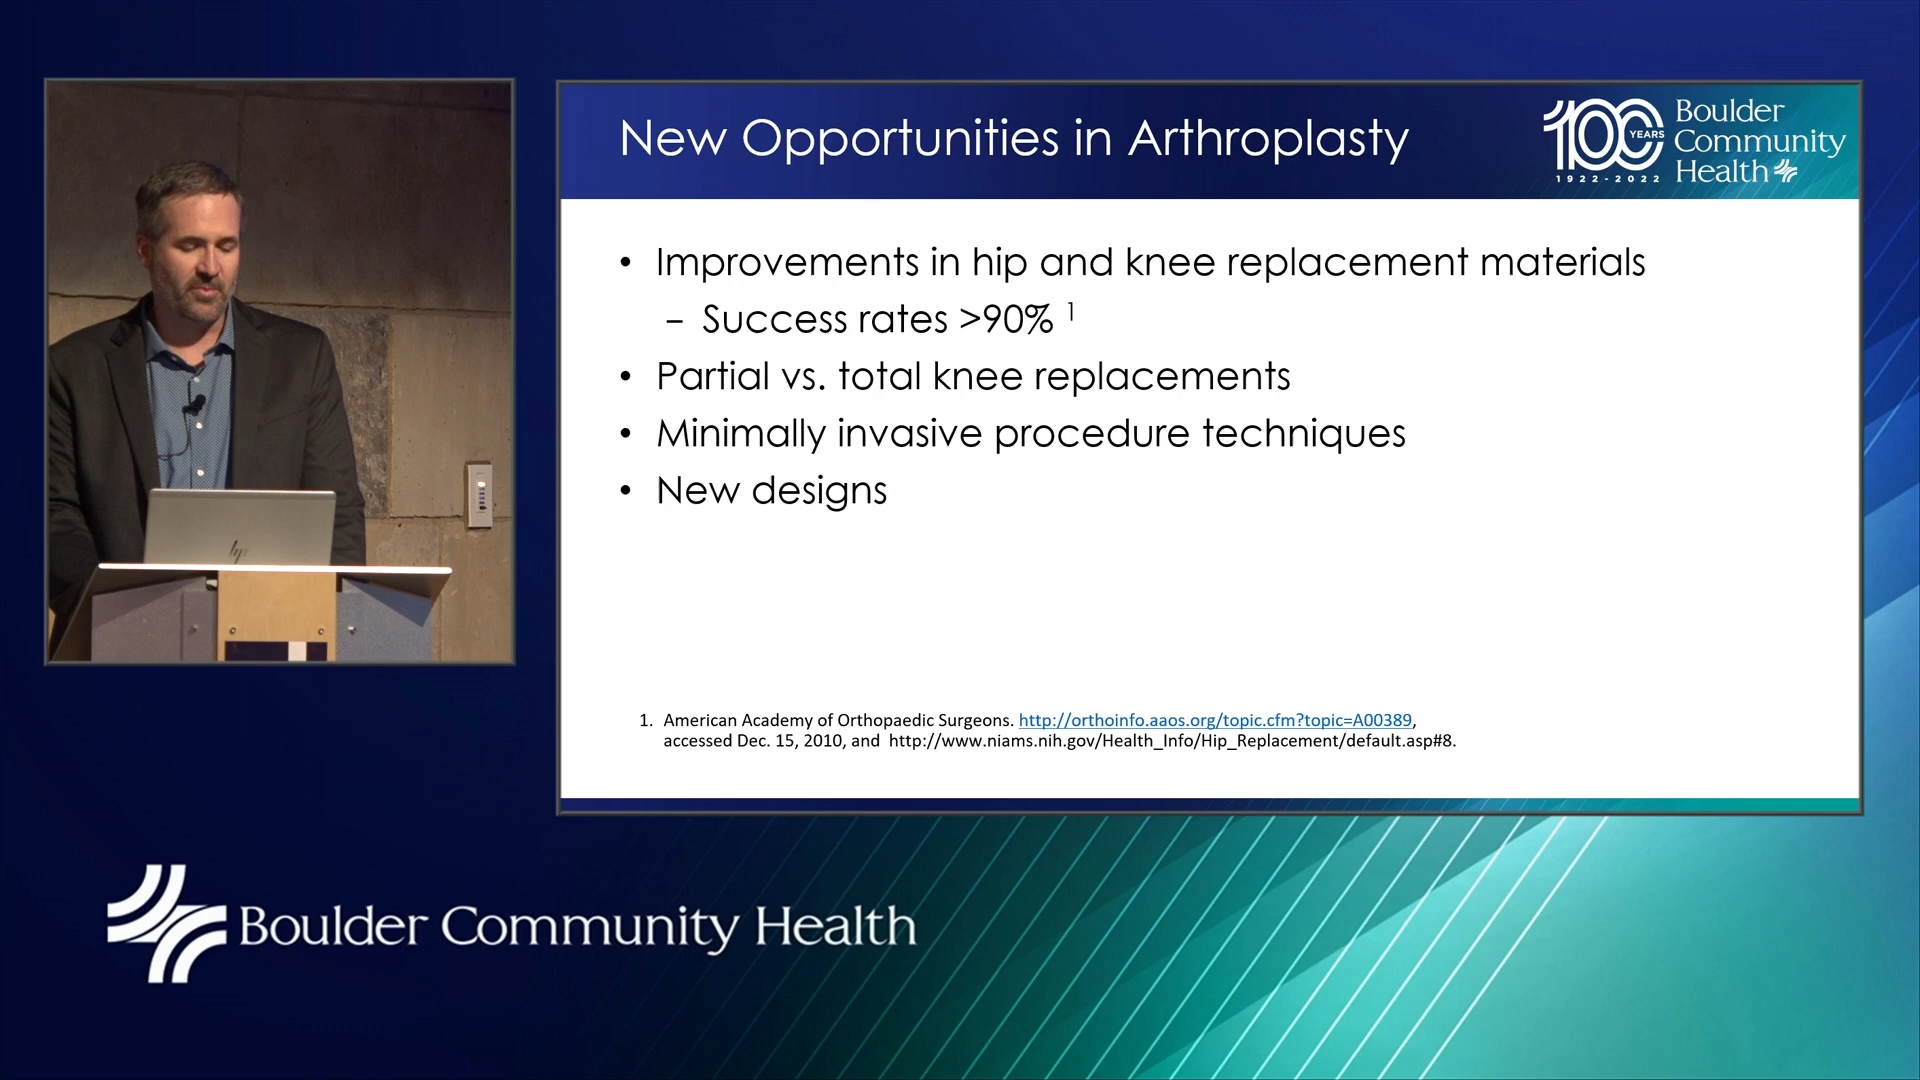 New Opportunities in Arthroplasty
100 YEARS
1922-2022
Boulder
Community
Health
• Improvements in hip and knee replacement materials
– Success rates >90% 1
• Partial vs. total knee replacements
• Minimally invasive procedure techniques
• New designs
1. American Academy of Orthopaedic Surgeons. http://orthoinfo.aaos.org/topic.cfm?topic=A00389,
accessed Dec. 15, 2010, and http://www.niams.nih.gov/Health_Info/Hip_Replacement/default.asp#8.
hp
Boulder Community Health